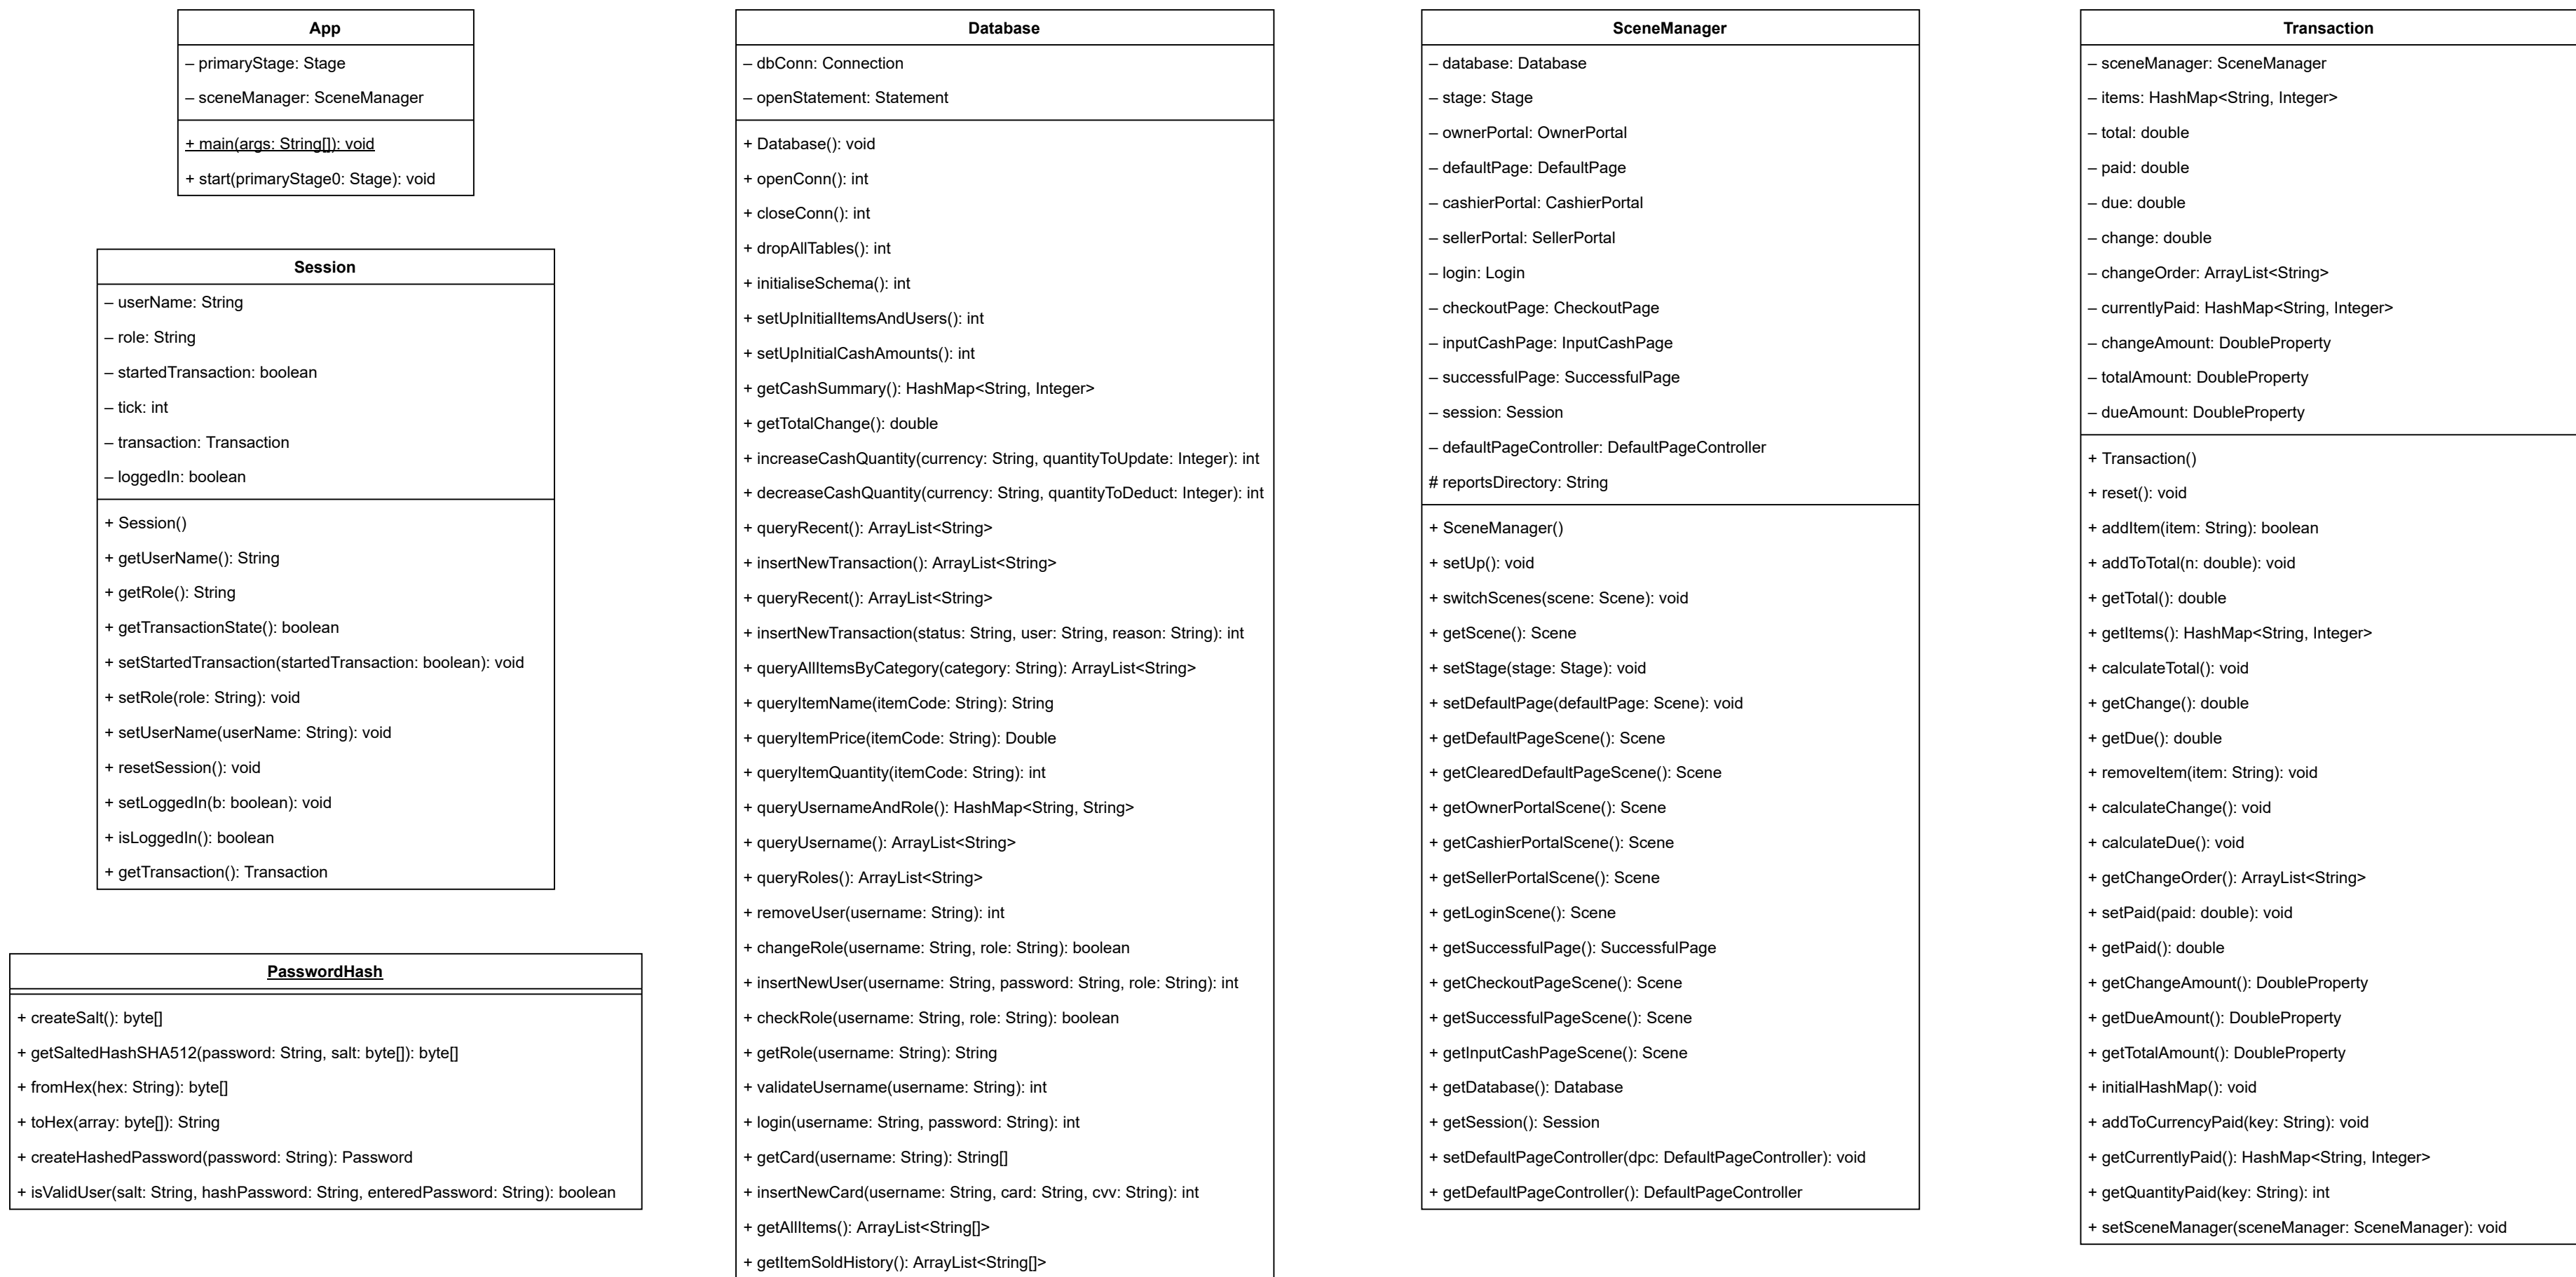 App
– primaryStage: Stage
– sceneManager: SceneManager
+ main(args: String[]): void
+ start(primaryStage0: Stage): void
Session
– userName: String
– role: String
– startedTransaction: boolean
– tick: int
– transaction: Transaction
– loggedIn: boolean
+ Session()
+ getUserName(): String
+ getRole(): String
+ getTransactionState(): boolean
+ setStartedTransaction(startedTransaction: boolean): void
+ setRole(role: String): void
+ setUserName(userName: String): void
+ resetSession(): void
+ setLoggedIn(b: boolean): void
+ isLoggedIn(): boolean
+ getTransaction(): Transaction
PasswordHash
+ createSalt(): byte[]
+ getSaltedHashSHA512(password: String, salt: byte[]): byte[]
+ fromHex(hex: String): byte[]
+ toHex(array: byte[]): String
+ createHashedPassword(password: String): Password
+ isValidUser(salt: String, hashPassword: String, enteredPassword: String): boolean
Database
– dbConn: Connection
– openStatement: Statement
+ Database(): void
+ openConn(): int
+ closeConn(): int
+ dropAllTables(): int
+ initialiseSchema(): int
+ setUpInitialItemsAndUsers(): int
+ setUpInitialCashAmounts(): int
+ getCashSummary(): HashMap<String, Integer>
+ getTotalChange(): double
+ increaseCashQuantity(currency: String, quantityToUpdate: Integer): int
+ decreaseCashQuantity(currency: String, quantityToDeduct: Integer): int
+ queryRecent(): ArrayList<String>
+ insertNewTransaction(): ArrayList<String>
+ queryRecent(): ArrayList<String>
+ insertNewTransaction(status: String, user: String, reason: String): int
+ queryAllItemsByCategory(category: String): ArrayList<String>
+ queryItemName(itemCode: String): String
+ queryItemPrice(itemCode: String): Double
+ queryItemQuantity(itemCode: String): int
+ queryUsernameAndRole(): HashMap<String, String>
+ queryUsername(): ArrayList<String>
+ queryRoles(): ArrayList<String>
+ removeUser(username: String): int
+ changeRole(username: String, role: String): boolean
+ insertNewUser(username: String, password: String, role: String): int
+ checkRole(username: String, role: String): boolean
+ getRole(username: String): String
+ validateUsername(username: String): int
+ login(username: String, password: String): int
+ getCard(username: String): String[]
+ insertNewCard(username: String, card: String, cvv: String): int
+ getAllItems(): ArrayList<String[]>
+ getItemSoldHistory(): ArrayList<String[]>
SceneManager
– database: Database
– stage: Stage
– ownerPortal: OwnerPortal
– defaultPage: DefaultPage
– cashierPortal: CashierPortal
– sellerPortal: SellerPortal
– login: Login
– checkoutPage: CheckoutPage
– inputCashPage: InputCashPage
– successfulPage: SuccessfulPage
– session: Session
– defaultPageController: DefaultPageController
# reportsDirectory: String
+ SceneManager()
+ setUp(): void
+ switchScenes(scene: Scene): void
+ getScene(): Scene
+ setStage(stage: Stage): void
+ setDefaultPage(defaultPage: Scene): void
+ getDefaultPageScene(): Scene
+ getClearedDefaultPageScene(): Scene
+ getOwnerPortalScene(): Scene
+ getCashierPortalScene(): Scene
+ getSellerPortalScene(): Scene
+ getLoginScene(): Scene
+ getSuccessfulPage(): SuccessfulPage
+ getCheckoutPageScene(): Scene
+ getSuccessfulPageScene(): Scene
+ getInputCashPageScene(): Scene
+ getDatabase(): Database
+ getSession(): Session
+ setDefaultPageController(dpc: DefaultPageController): void
+ getDefaultPageController(): DefaultPageController
Transaction
– sceneManager: SceneManager
– items: HashMap<String, Integer>
– total: double
– paid: double
– due: double
– change: double
– changeOrder: ArrayList<String>
– currentlyPaid: HashMap<String, Integer>
– changeAmount: DoubleProperty
– totalAmount: DoubleProperty
– dueAmount: DoubleProperty
+ Transaction()
+ reset(): void
+ addItem(item: String): boolean
+ addToTotal(n: double): void
+ getTotal(): double
+ getItems(): HashMap<String, Integer>
+ calculateTotal(): void
+ getChange(): double
+ getDue(): double
+ removeItem(item: String): void
+ calculateChange(): void
+ calculateDue(): void
+ getChangeOrder(): ArrayList<String>
+ setPaid(paid: double): void
+ getPaid(): double
+ getChangeAmount(): DoubleProperty
+ getDueAmount(): DoubleProperty
+ getTotalAmount(): DoubleProperty
+ initialHashMap(): void
+ addToCurrencyPaid(key: String): void
+ getCurrentlyPaid(): HashMap<String, Integer>
+ getQuantityPaid(key: String): int
+ setSceneManager(sceneManager: SceneManager): void